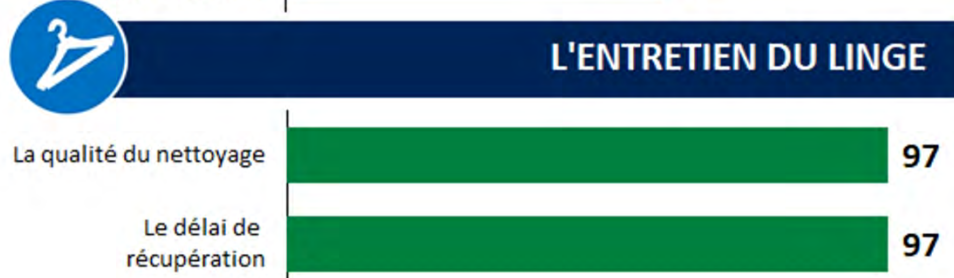 L'ENTRETIEN DU LINGE
La qualité du nettoyage
97
Le délai de
récupération
97